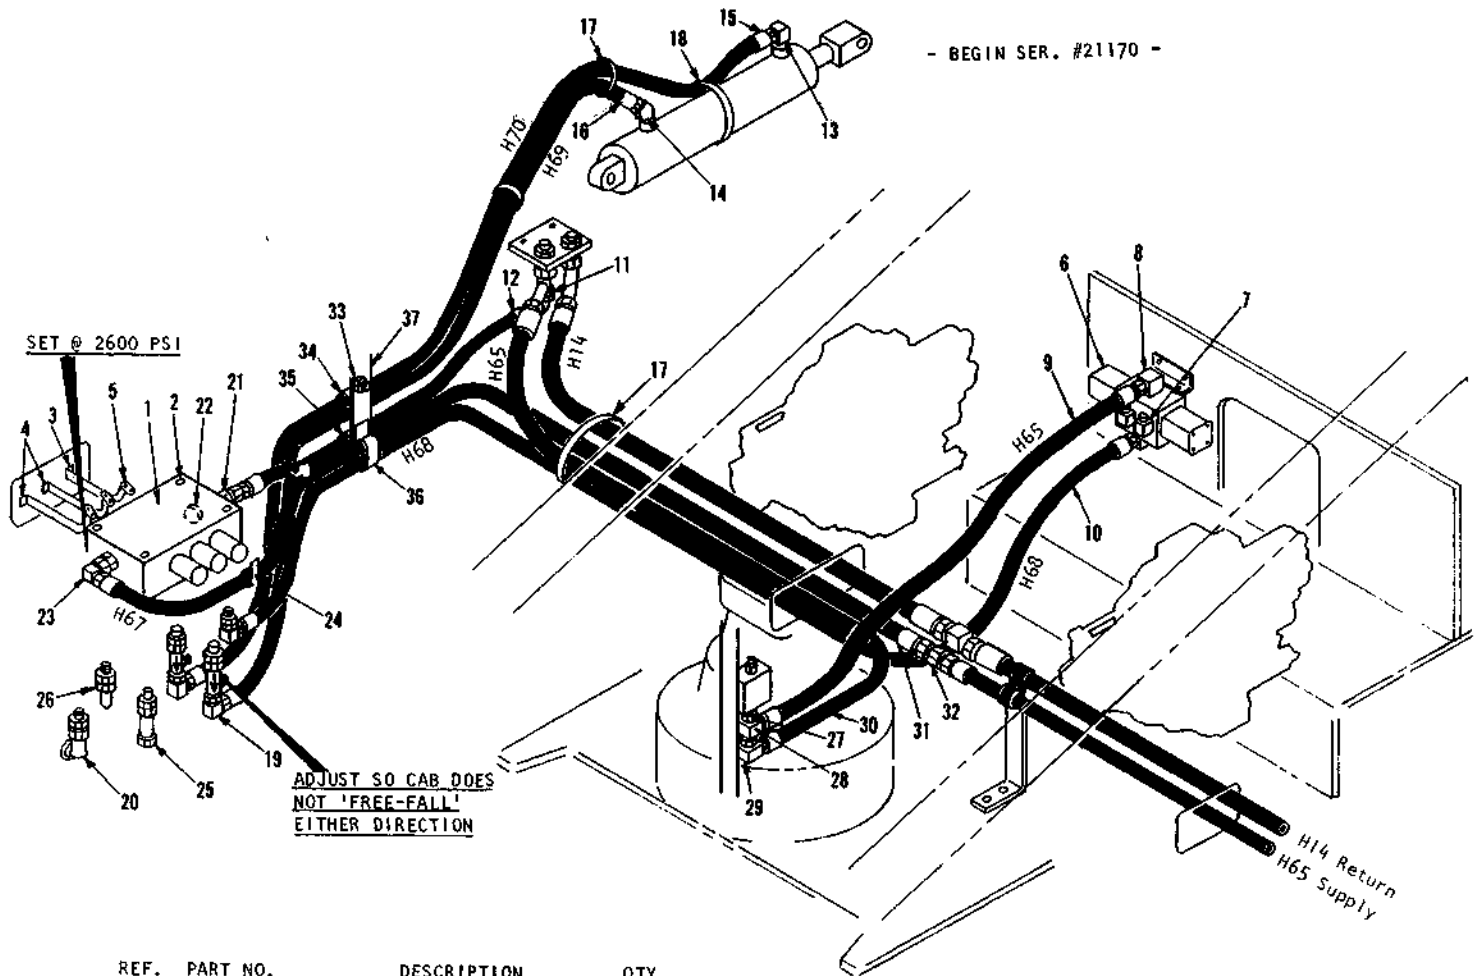 15
17
18
- BEGIN SER. #21170 -
16
13
H70
H69
14
12
11
6
8
7
33
37
SET @ 2600 PSI
34
H65
H14
17
9
35
21
5
2
22
1
3
4
H68
H65
36
10
H68
23
H67
24
26
19
25
20
ADJUST SO CAB DOES
NOT 'FREE-FALL'
EITHER DIRECTION
30
31
32
27
28
29
H14 Return
H65 Supply
REF. PART NO. DESCRIPTION QTY